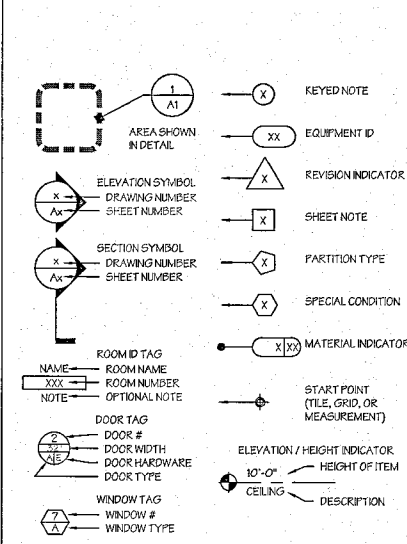 1
A1
AREA SHOWN
IN DETAIL
ELEVATION SYMBOL
X DRAWING NUMBER
Ax SHEET NUMBER
SECTION SYMBOL
X DRAWING NUMBER
Ax SHEET NUMBER
ROOM ID TAG
NAME ROOM NAME
XXX ROOM NUMBER
NOTE OPTIONAL NOTE
DOOR TAG
2 DOOR #
DOOR WIDTH
A E DOOR HARDWARE
DOOR TYPE
WINDOW TAG
7 WINDOW #
A WINDOW TYPE
X KEYED NOTE
XX EQUIPMENT ID
X REVISION INDICATOR
X SHEET NOTE
X PARTITION TYPE
X SPECIAL CONDITION
X XX MATERIAL INDICATOR
START POINT
(TILE, GRID, OR
MEASUREMENT)
ELEVATION / HEIGHT INDICATOR
10'-0" HEIGHT OF ITEM
CEILING
DESCRIPTION